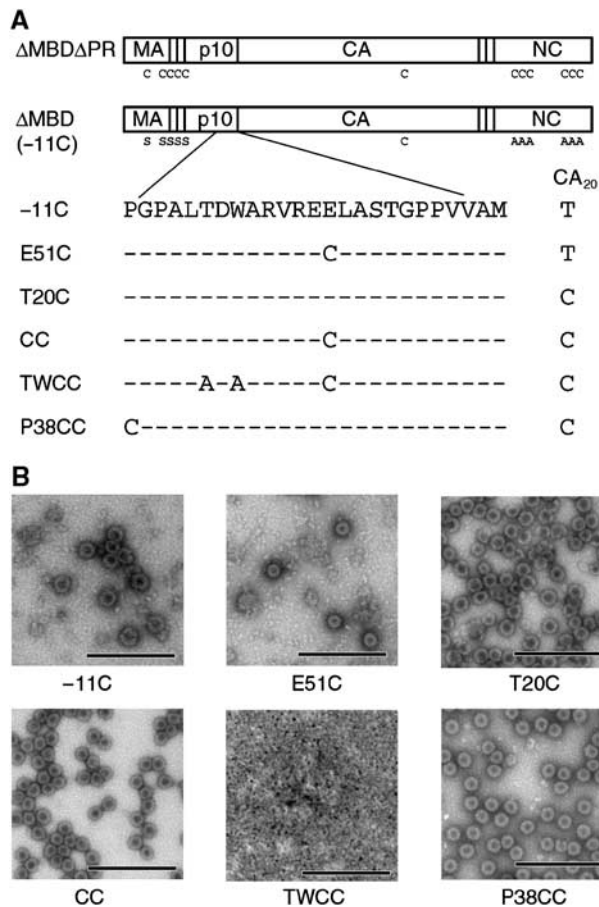 A
ΔMBDΔPR MA p10 CA NC
C CCCC C CCC CCC
ΔMBD MA p10 CA NC
(-11C) S SSSS C AAA AAA
CA20
-11C PGPALTDWARVREELASTGPPVVAM T
E51C -------------C----------- T
T20C ------------------------- C
CC -------------C----------- C
TWCC -----A-A-----C----------- C
P38CC C------------------------ C
B
-11C E51C T20C
CC TWCC P38CC